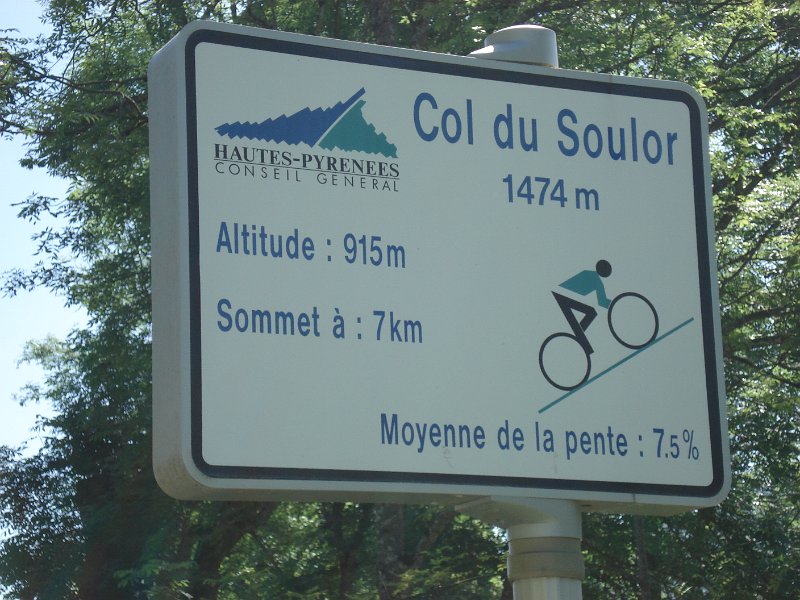 HAUTES-PYRENEES
CONSEIL GENERAL
Col du Soulor
1474 m
Altitude : 915m
Sommet à : 7km
Moyenne de la pente : 7.5%